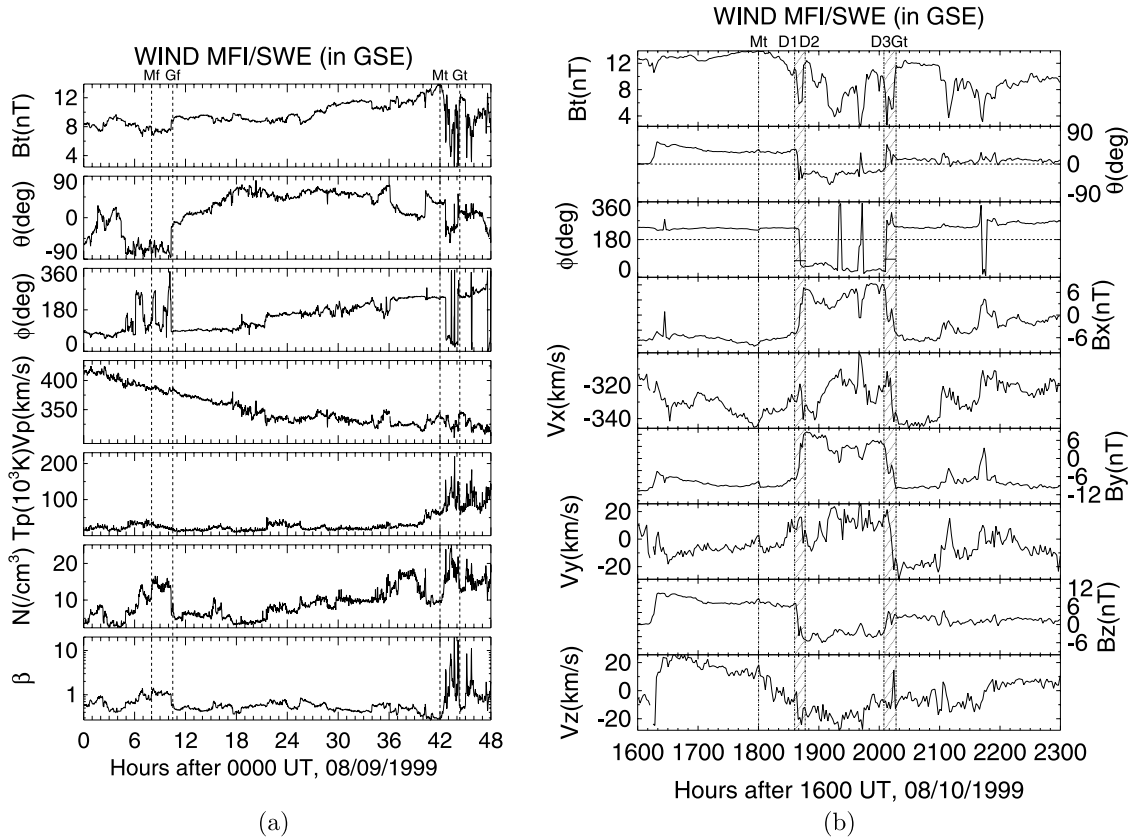 WIND MFI/SWE (in GSE)
Mf Gf Mt Gt
12
8
4
Bt(nT)
90
0
-90
θ(deg)
360
180
0
ϕ(deg)
400
350
Vp(km/s)
200
100
Tp(10³K)
20
10
N(/cm³)
1
β
0 6 12 18 24 30 36 42 48
Hours after 0000 UT, 08/09/1999
(a)
WIND MFI/SWE (in GSE)
Mt D1 D2 D3 Gt
12
8
4
Bt(nT)
90
0
-90
θ(deg)
360
180
0
ϕ(deg)
6
0
-6
Bx(nT)
-320
-340
Vx(km/s)
6
0
-6
-12
By(nT)
20
0
-20
Vy(km/s)
12
6
0
-6
Bz(nT)
20
0
-20
Vz(km/s)
1600 1700 1800 1900 2000 2100 2200 2300
Hours after 1600 UT, 08/10/1999
(b)